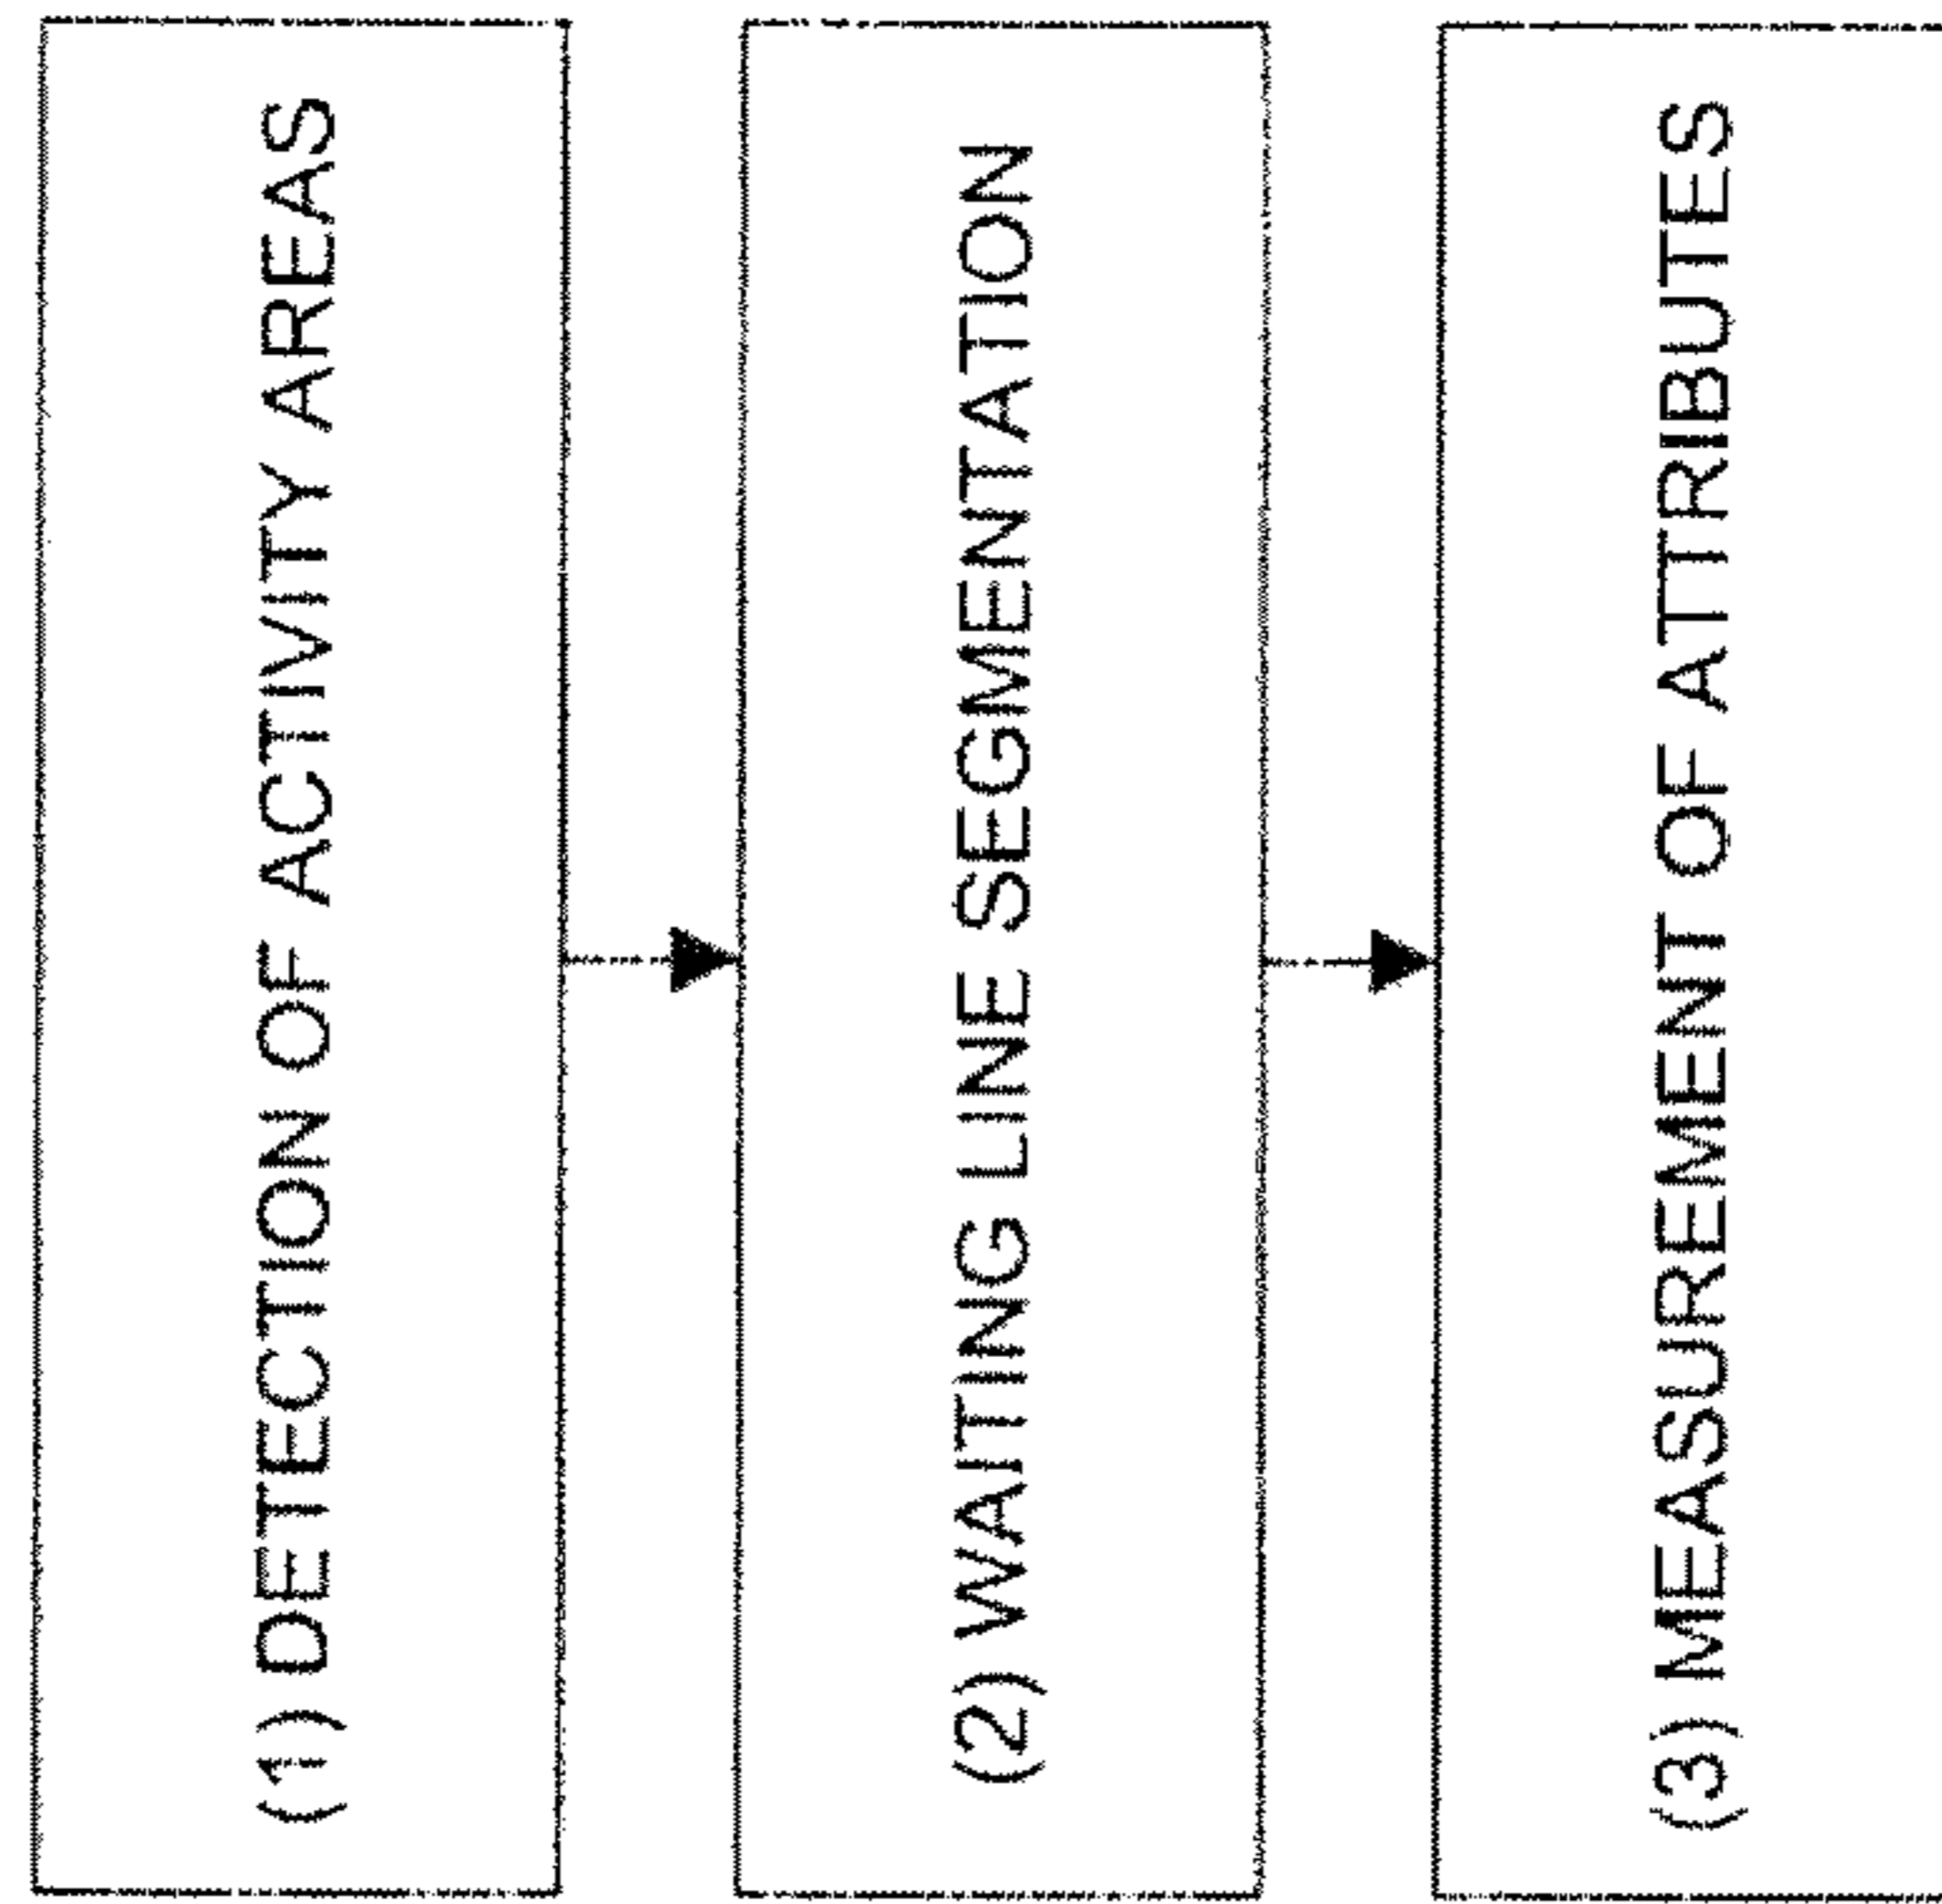 (1) DETECTION OF ACTIVITY AREAS
(2) WAITING LINE SEGMENTATION
(3) MEASUREMENT OF ATTRIBUTES